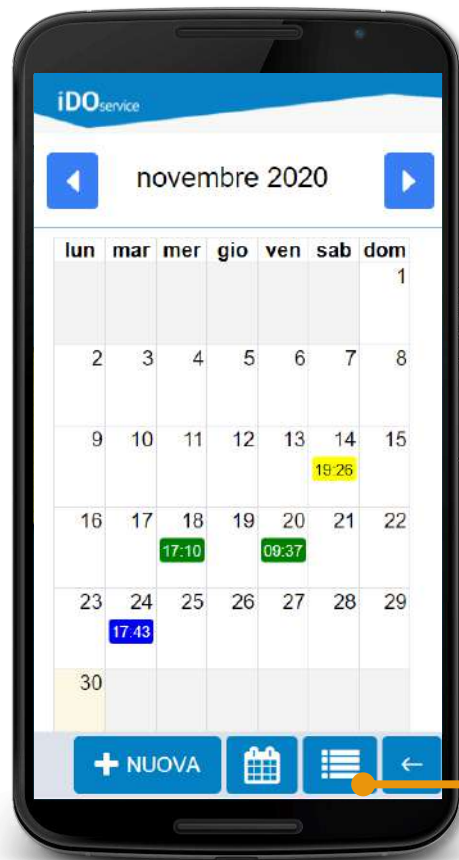 iDOservice
novembre 2020
lun mar mer gio ven sab dom
1
2 3 4 5 6 7 8
9 10 11 12 13 14 15
19:26
16 17 18 19 20 21 22
17:10 09:37
23 24 25 26 27 28 29
17:43
30
+ NUOVA